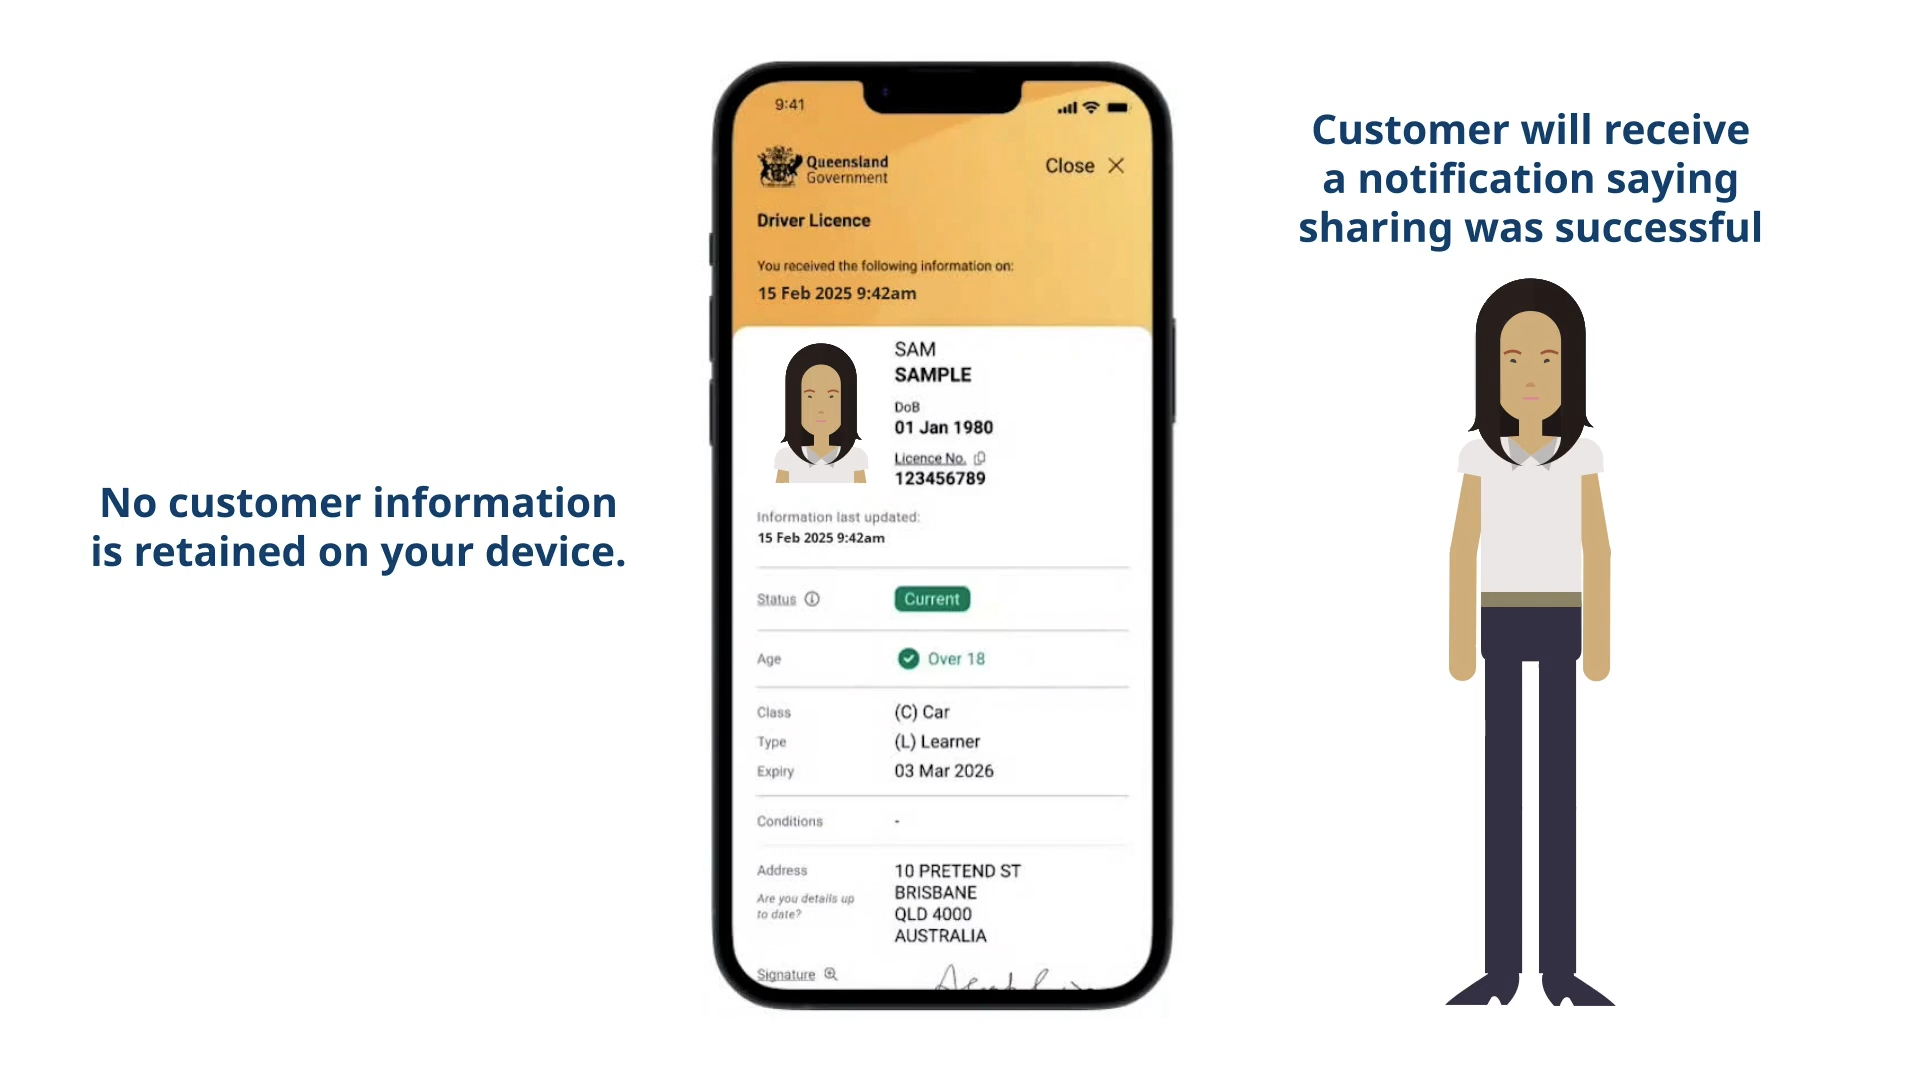 No customer information
is retained on your device.
9:41
Queensland
Government
Close
Driver Licence
You received the following information on:
15 Feb 2025 9:42am
SAM
SAMPLE
DoB
01 Jan 1980
Licence No.
123456789
Information last updated:
15 Feb 2025 9:42am
Status
Current
Age
Over 18
Class
(C) Car
Type
(L) Learner
Expiry
03 Mar 2026
Conditions
-
Address
10 PRETEND ST
BRISBANE
QLD 4000
AUSTRALIA
Are you details up
to date?
Signature
Customer will receive
a notification saying
sharing was successful